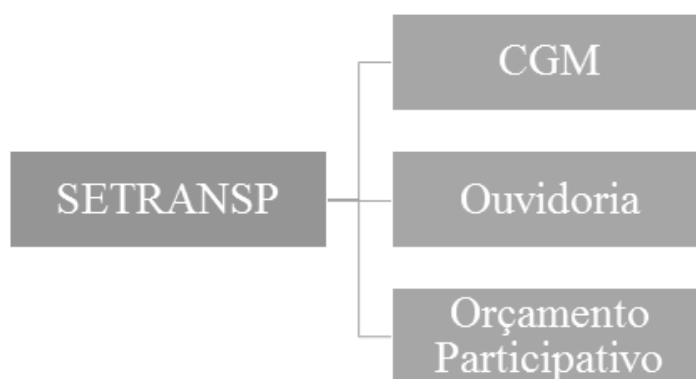 SETRANSP
CGM
Ouvidoria
Orçamento
Participativo